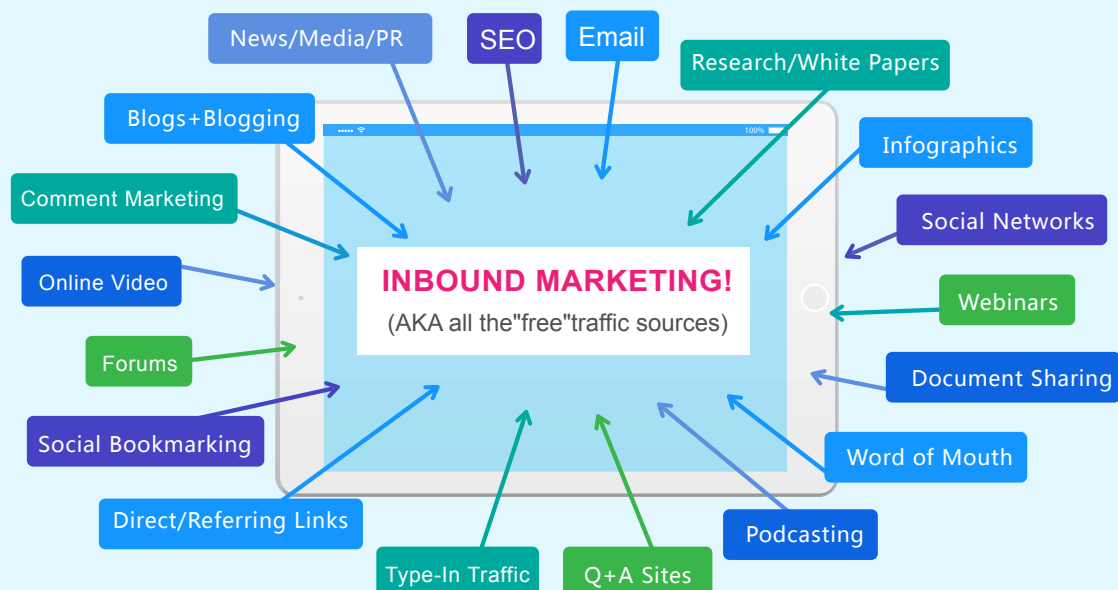 News/Media/PR
SEO
Email
Research/White Papers
Blogs+Blogging
100%
Infographics
Comment Marketing
Social Networks
Online Video
INBOUND MARKETING!
(AKA all the"free"traffic sources)
Webinars
Forums
Document Sharing
Social Bookmarking
Word of Mouth
Direct/Referring Links
Podcasting
Type-In Traffic
Q+A Sites